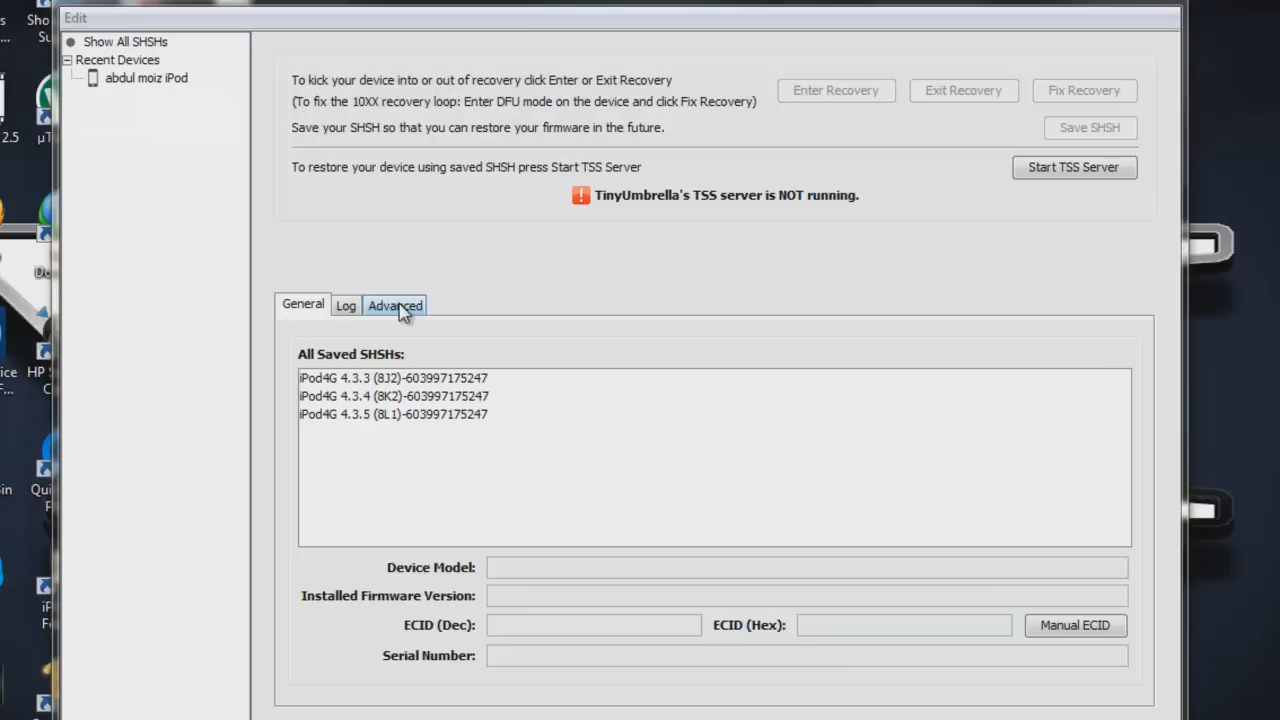 Edit
Show All SHSHs
Recent Devices
abdul moiz iPod
To kick your device into or out of recovery click Enter or Exit Recovery
(To fix the 10XX recovery loop: Enter DFU mode on the device and click Fix Recovery)
Enter Recovery
Exit Recovery
Fix Recovery
Save your SHSH so that you can restore your firmware in the future.
Save SHSH
To restore your device using saved SHSH press Start TSS Server
Start TSS Server
TinyUmbrella's TSS server is NOT running.
General
Log
Advanced
All Saved SHSHs:
iPod4G 4.3.3 (8J2)-603997175247
iPod4G 4.3.4 (8K2)-603997175247
iPod4G 4.3.5 (8L1)-603997175247
Device Model:
Installed Firmware Version:
ECID (Dec):
ECID (Hex):
Manual ECID
Serial Number:
2.5
HP S